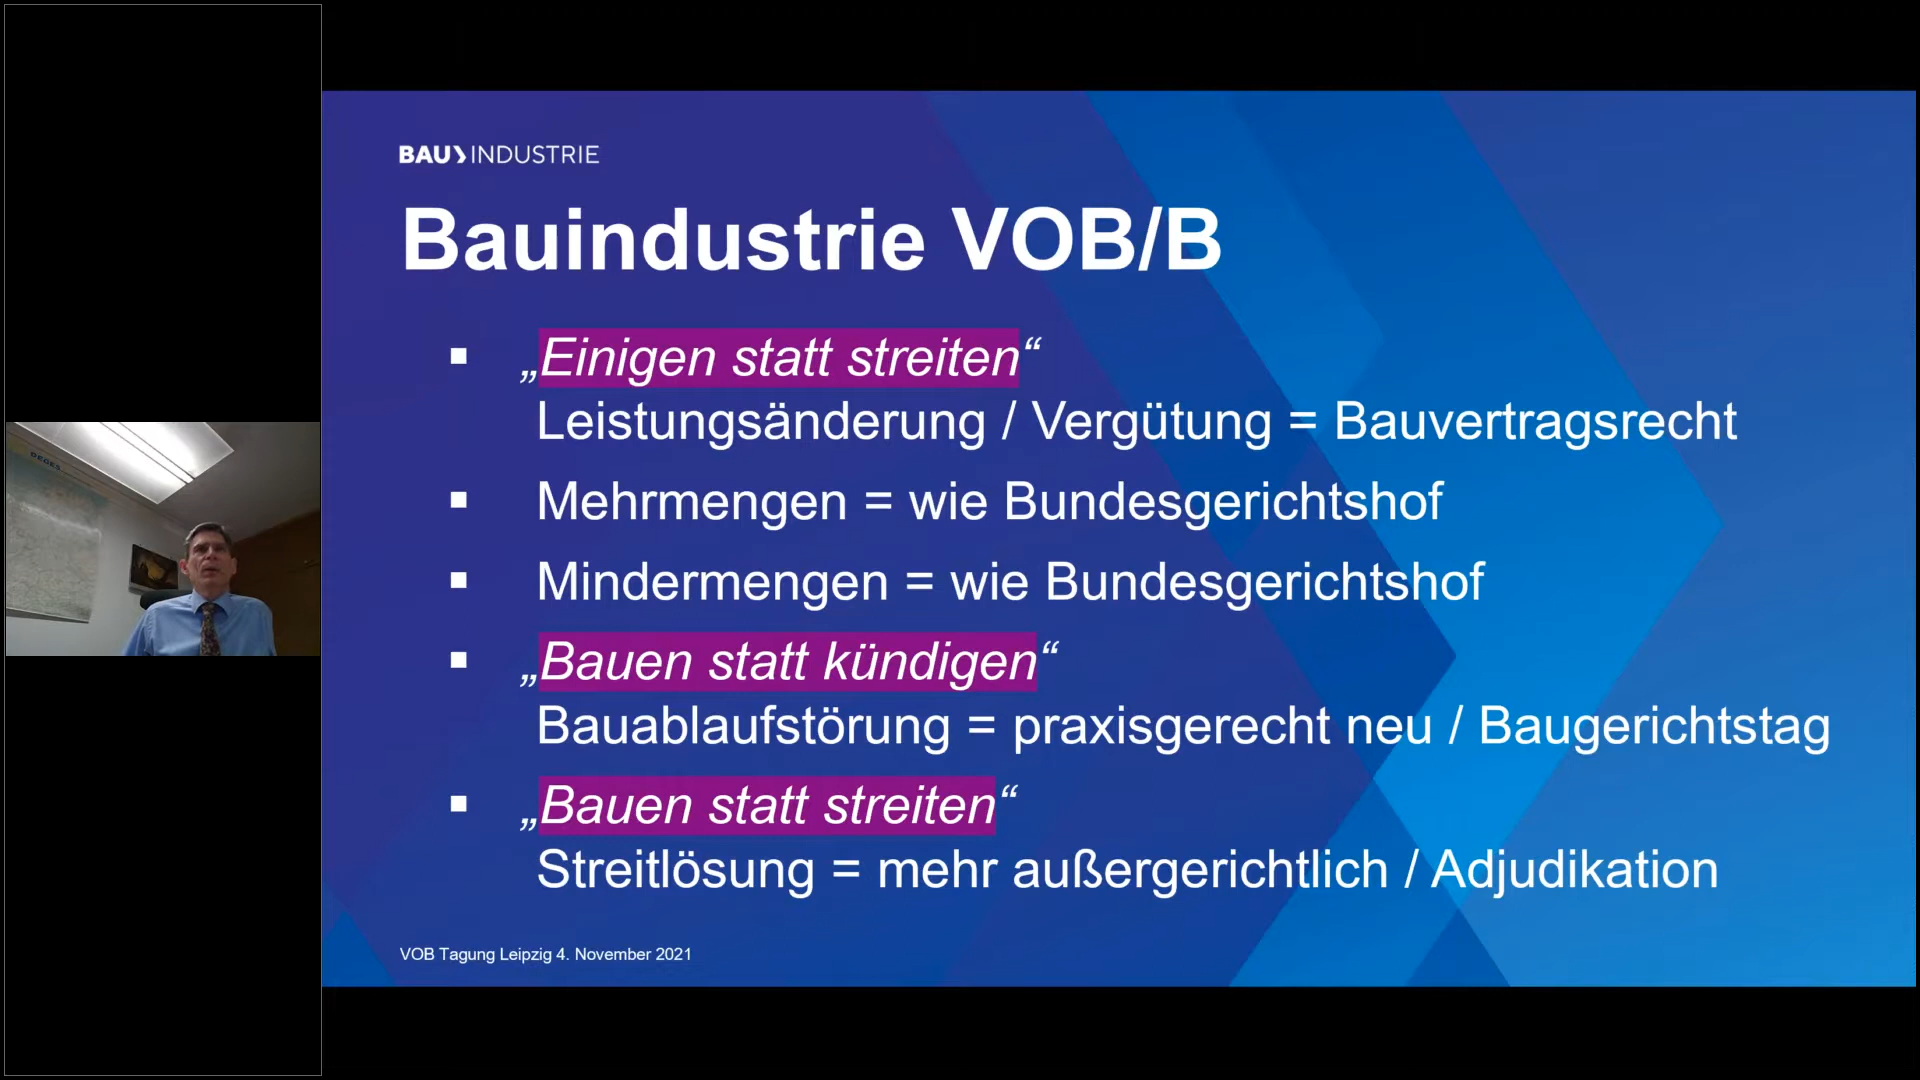 DEGES
BAU INDUSTRIE
Bauindustrie VOB/B
▪ „Einigen statt streiten“
Leistungsänderung / Vergütung = Bauvertragsrecht
▪ Mehrmengen = wie Bundesgerichtshof
▪ Mindermengen = wie Bundesgerichtshof
▪ „Bauen statt kündigen“
Bauablaufstörung = praxisgerecht neu / Baugerichtstag
▪ „Bauen statt streiten“
Streitlösung = mehr außergerichtlich / Adjudikation
VOB Tagung Leipzig 4. November 2021